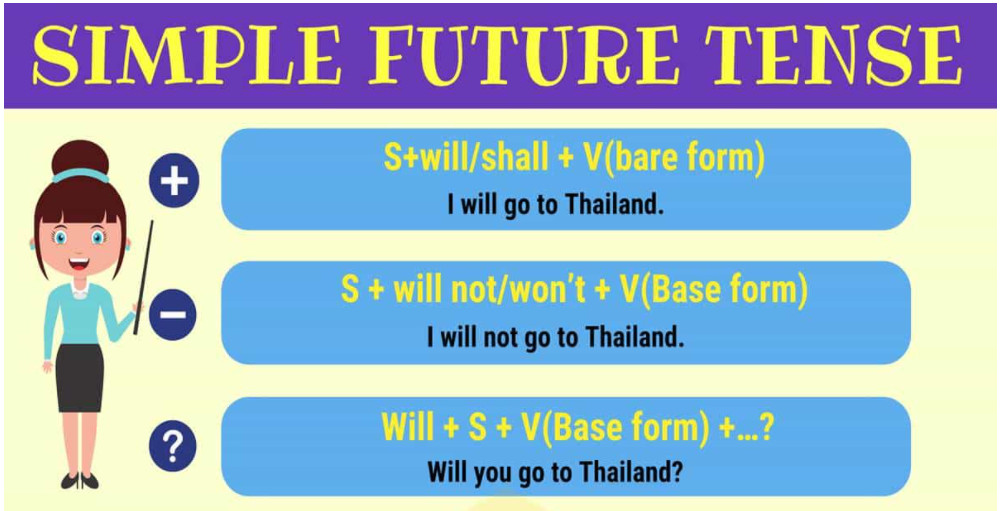 SIMPLE FUTURE TENSE
+
S+will/shall + V(bare form)
I will go to Thailand.
−
S + will not/won't + V(Base form)
I will not go to Thailand.
?
Will + S + V(Base form) +...?
Will you go to Thailand?